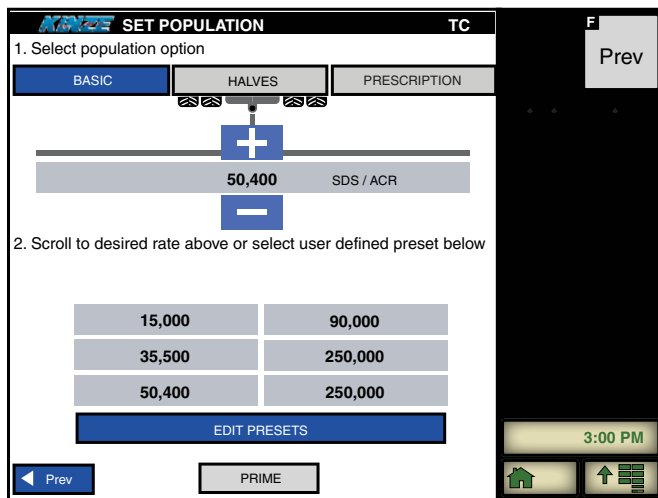 KINZE SET POPULATION TC
1. Select population option
BASIC HALVES PRESCRIPTION
50,400 SDS / ACR
2. Scroll to desired rate above or select user defined preset below
15,000 90,000
35,500 250,000
50,400 250,000
EDIT PRESETS
Prev PRIME
F
Prev
3:00 PM